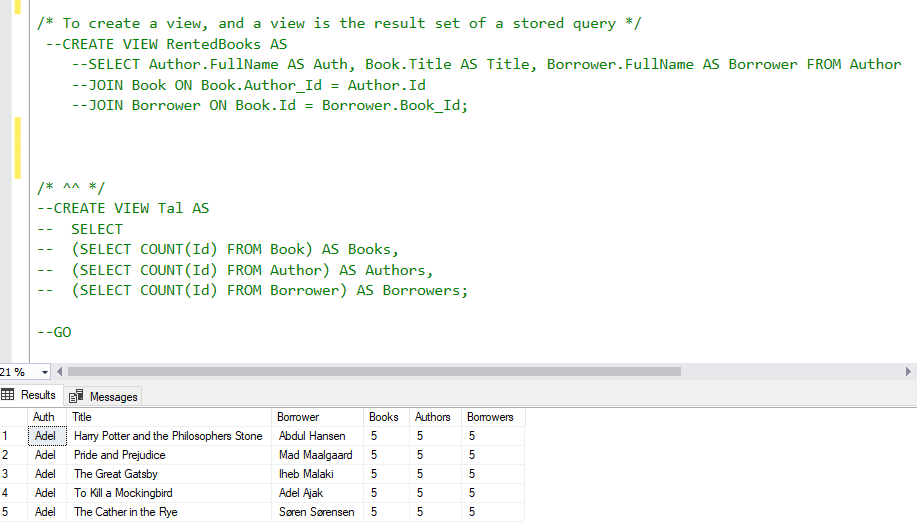 /* To create a view, and a view is the result set of a stored query */
--CREATE VIEW RentedBooks AS
--SELECT Author.FullName AS Auth, Book.Title AS Title, Borrower.FullName AS Borrower FROM Author
--JOIN Book ON Book.Author_Id = Author.Id
--JOIN Borrower ON Book.Id = Borrower.Book_Id;
/* ^^ */
--CREATE VIEW Tal AS
-- SELECT
-- (SELECT COUNT(Id) FROM Book) AS Books,
-- (SELECT COUNT(Id) FROM Author) AS Authors,
-- (SELECT COUNT(Id) FROM Borrower) AS Borrowers;
--GO
21 %
Results Messages
Auth Title Borrower Books Authors Borrowers
1 Adel Harry Potter and the Philosophers Stone Abdul Hansen 5 5 5
2 Adel Pride and Prejudice Mad Maalgaard 5 5 5
3 Adel The Great Gatsby Iheb Malaki 5 5 5
4 Adel To Kill a Mockingbird Adel Ajak 5 5 5
5 Adel The Cather in the Rye Søren Sørensen 5 5 5